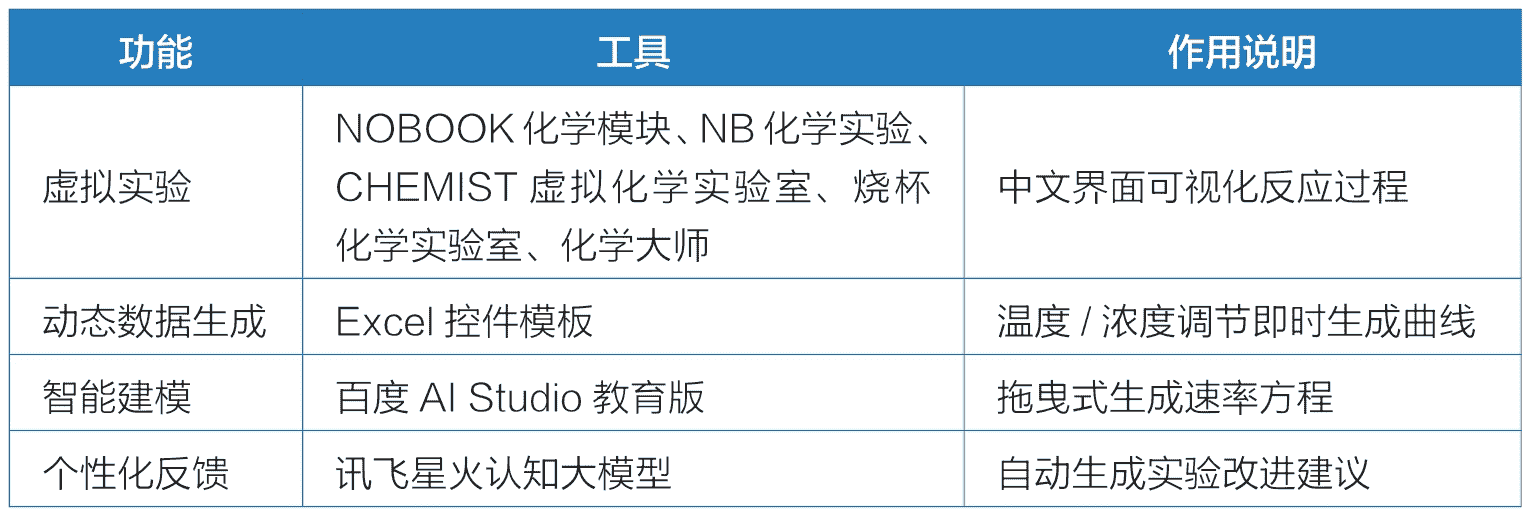 功能 工具 作用说明
虚拟实验
NOBOOK 化学模块、NB 化学实验、
CHEMIST 虚拟化学实验室、烧杯
化学实验室、化学大师
中文界面可视化反应过程
动态数据生成 Excel 控件模板 温度 / 浓度调节即时生成曲线
智能建模 百度 AI Studio 教育版 拖曳式生成速率方程
个性化反馈 讯飞星火认知大模型 自动生成实验改进建议